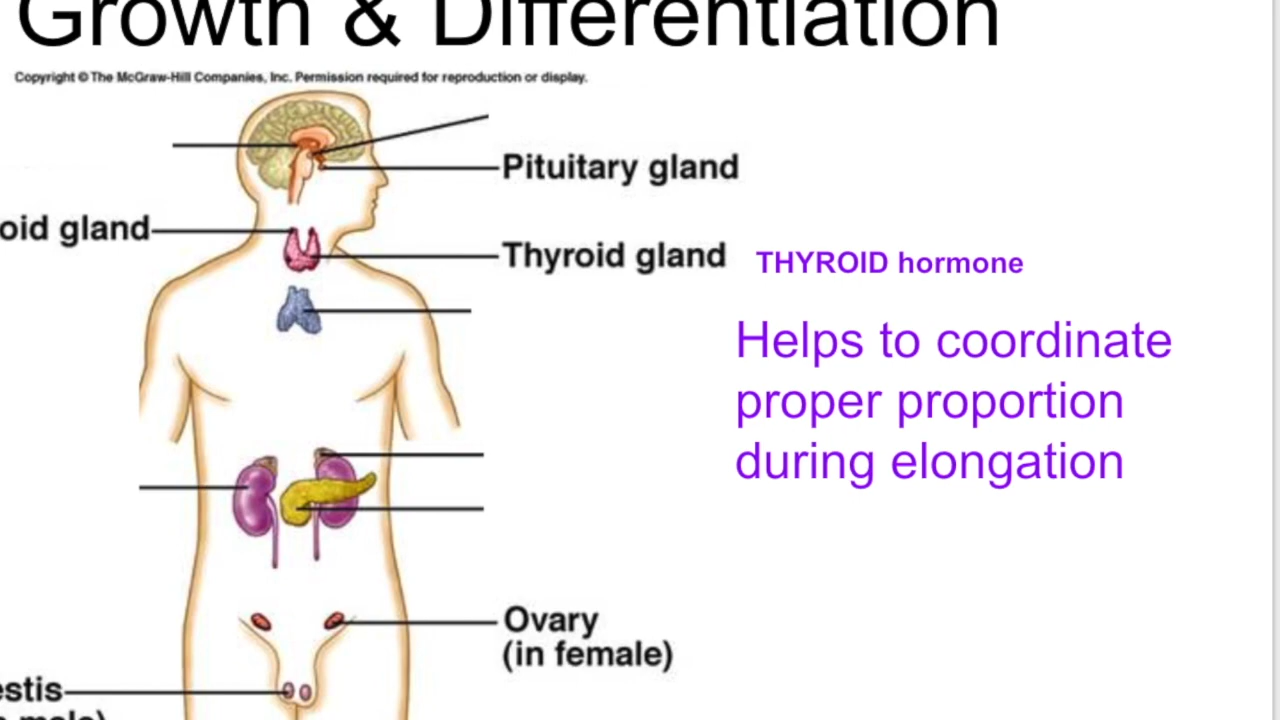 Growth & Differentiation
Copyright © The McGraw-Hill Companies, Inc. Permission required for reproduction or display.
Pituitary gland
oid gland
Thyroid gland
THYROID hormone
Helps to coordinate
proper proportion
during elongation
Ovary
(in female)
estis
male)